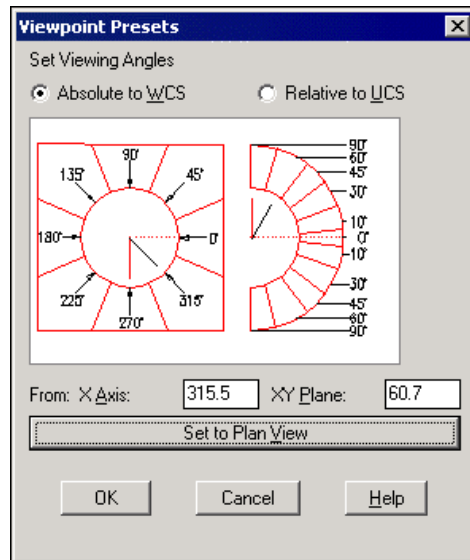 Viewpoint Presets
Set Viewing Angles
Absolute to WCS Relative to UCS
90°
135° 45°
180° 0°
225° 315°
270°
90°
60°
45°
30°
10°
0°
10°
30°
45°
60°
90°
From: X Axis: 315.5 XY Plane: 60.7
Set to Plan View
OK Cancel Help